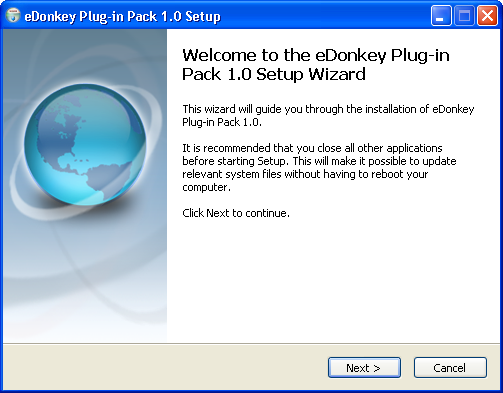 eDonkey Plug-in Pack 1.0 Setup
Welcome to the eDonkey Plug-in
Pack 1.0 Setup Wizard
This wizard will guide you through the installation of eDonkey
Plug-in Pack 1.0.
It is recommended that you close all other applications
before starting Setup. This will make it possible to update
relevant system files without having to reboot your
computer.
Click Next to continue.
Next >
Cancel